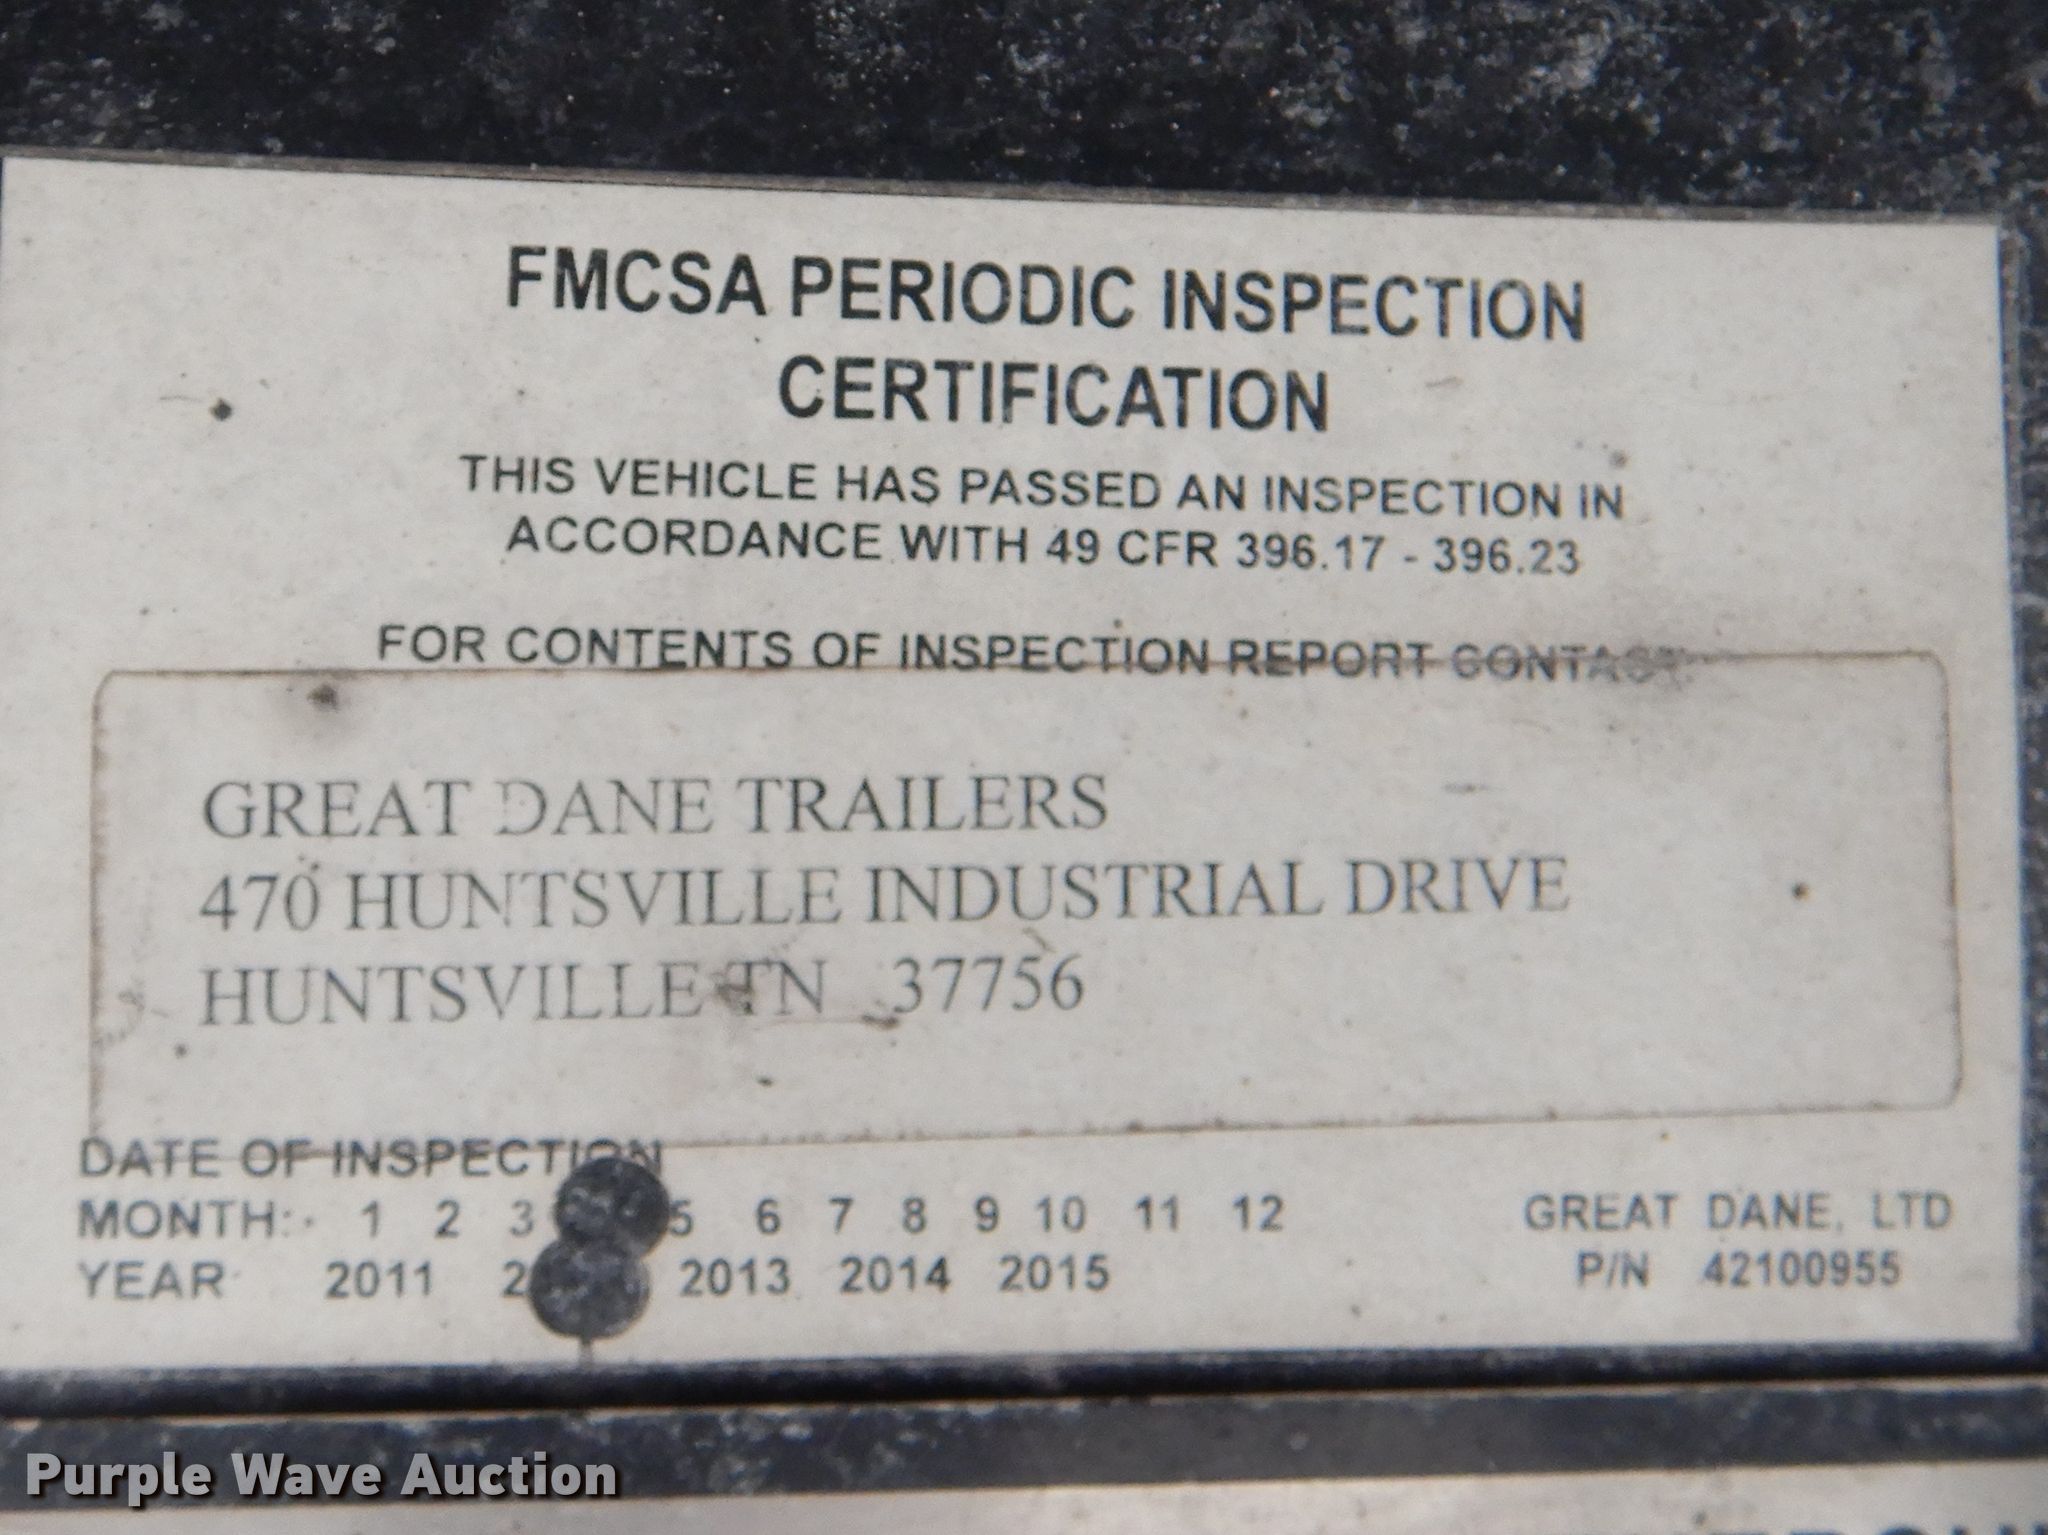 FMCSA PERIODIC INSPECTION
CERTIFICATION
THIS VEHICLE HAS PASSED AN INSPECTION IN
ACCORDANCE WITH 49 CFR 396.17 - 396.23
FOR CONTENTS OF INSPECTION REPORT CONTACT
GREAT DANE TRAILERS
470 HUNTSVILLE INDUSTRIAL DRIVE
HUNTSVILLE TN 37756
DATE OF INSPECTION
MONTH: 1 2 3 5 6 7 8 9 10 11 12
YEAR 2011 2013 2014 2015
GREAT DANE, LTD
P/N 42100955
Purple Wave Auction